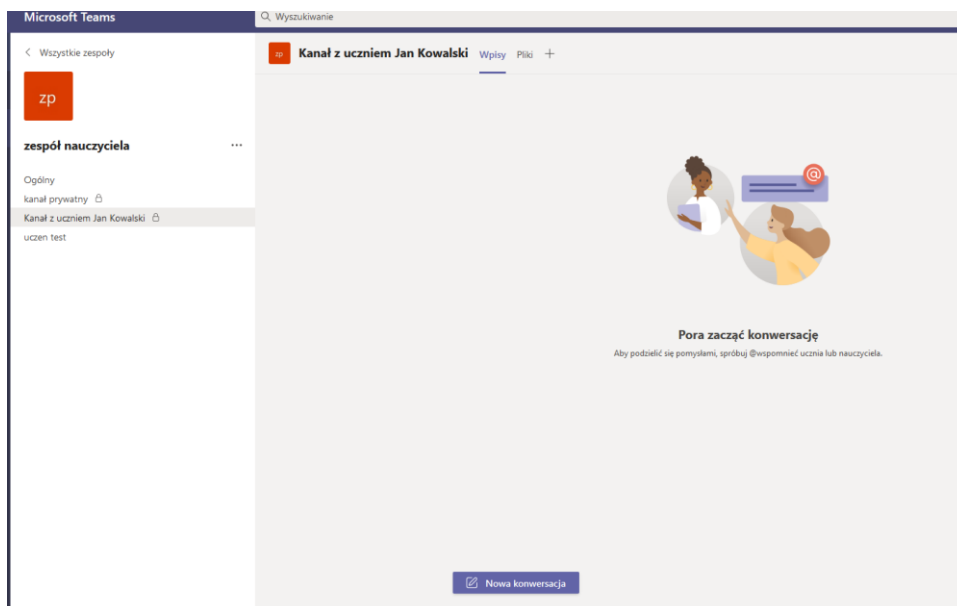 Microsoft Teams
Wyszukiwanie
Wszystkie zespoły
zp
zespół nauczyciela
...
Ogólny
kanał prywatny
Kanał z uczniem Jan Kowalski
uczen test
zp Kanał z uczniem Jan Kowalski Wpisy Pliki +
@
Pora zacząć konwersację
Aby podzielić się pomysłami, spróbuj @wspomnieć ucznia lub nauczyciela.
Nowa konwersacja